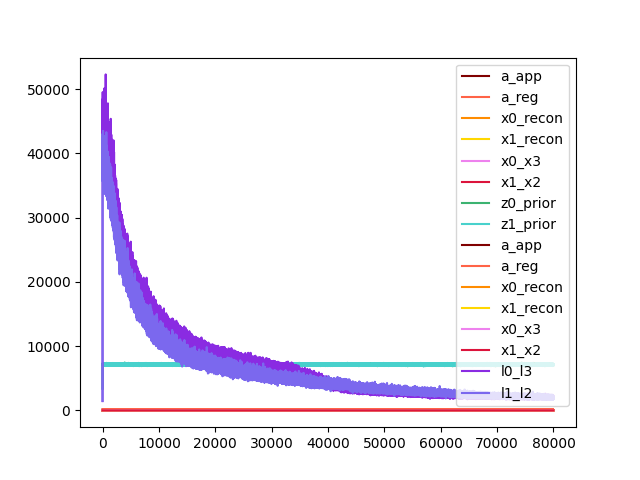 50000
40000
30000
20000
10000
0
0 10000 20000 30000 40000 50000 60000 70000 80000
a_app
a_reg
x0_recon
x1_recon
x0_x3
x1_x2
z0_prior
z1_prior
a_app
a_reg
x0_recon
x1_recon
x0_x3
x1_x2
l0_l3
l1_l2